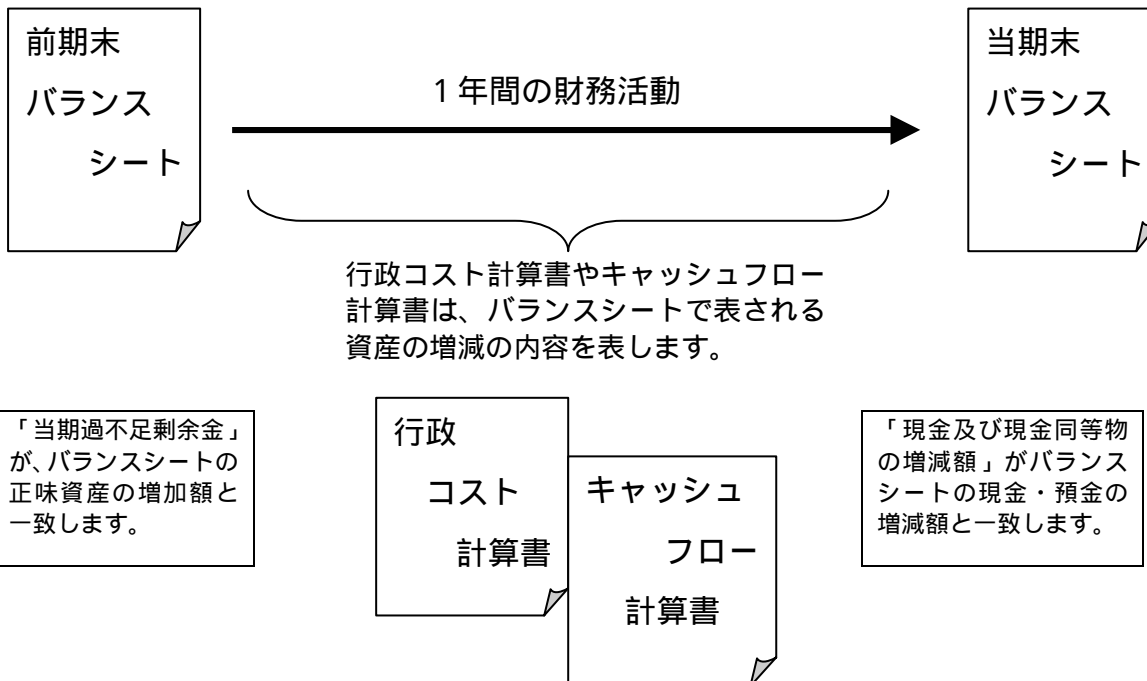 前期末
バランス
シート
1年間の財務活動
当期末
バランス
シート
行政コスト計算書やキャッシュフロー
計算書は、バランスシートで表される
資産の増減の内容を表します。
「当期過不足剰余金」
が、バランスシートの
正味資産の増加額と
一致します。
行政
コスト
計算書
キャッシュ
フロー
計算書
「現金及び現金同等物
の増減額」がバランス
シートの現金・預金の
増減額と一致します。